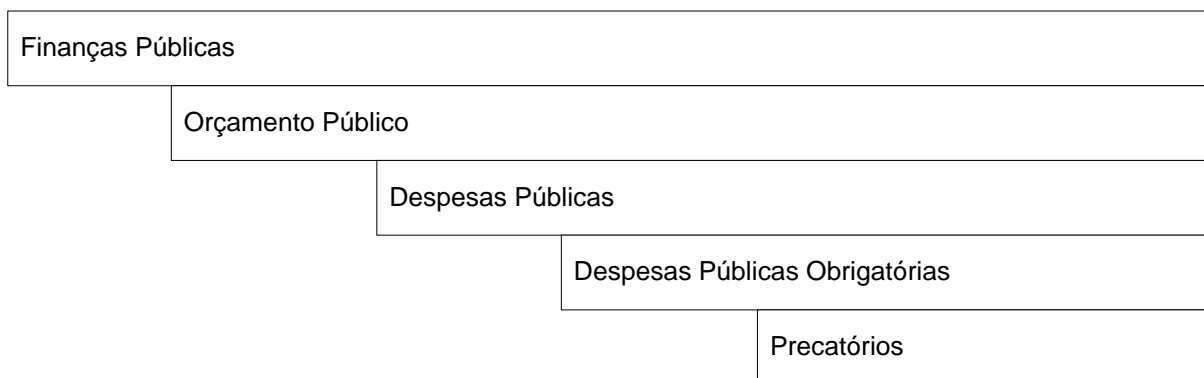 Finanças Públicas
Orçamento Público
Despesas Públicas
Despesas Públicas Obrigatórias
Precatórios